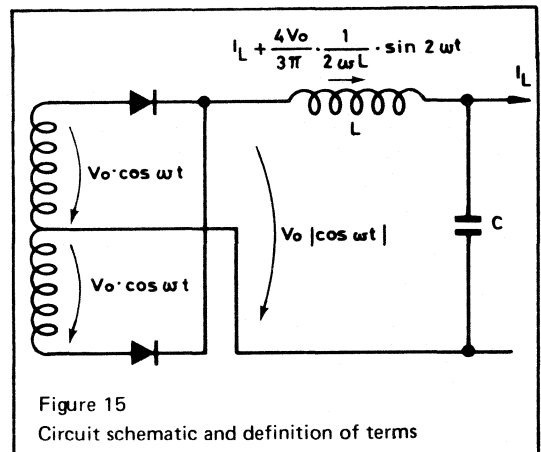 I_L + 4Vo/3π · 1/2ωL · sin 2ωt
I_L
L
Vo·cos ωt
Vo |cos ωt|
C
Vo·cos ωt
Figure 15
Circuit schematic and definition of terms